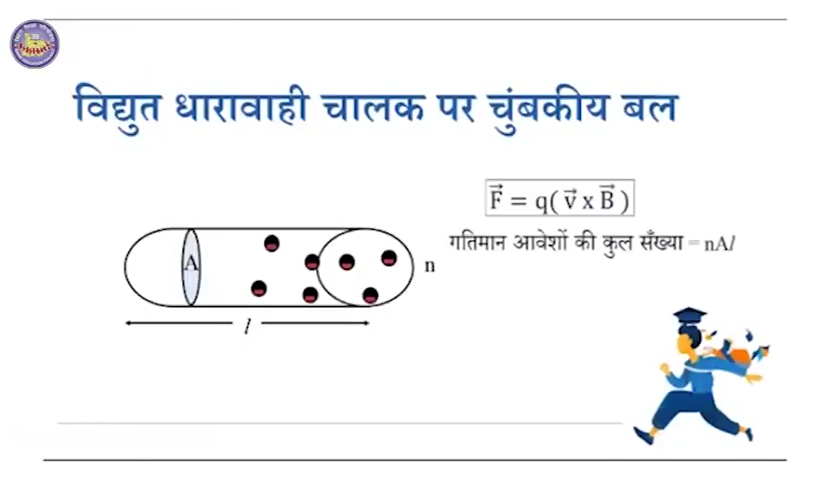 विद्युत धारावाही चालक पर चुंबकीय बल
F⃗ = q( v⃗ x B⃗ )
गतिमान आवेशों की कुल सँख्या = nAl
A
n
l